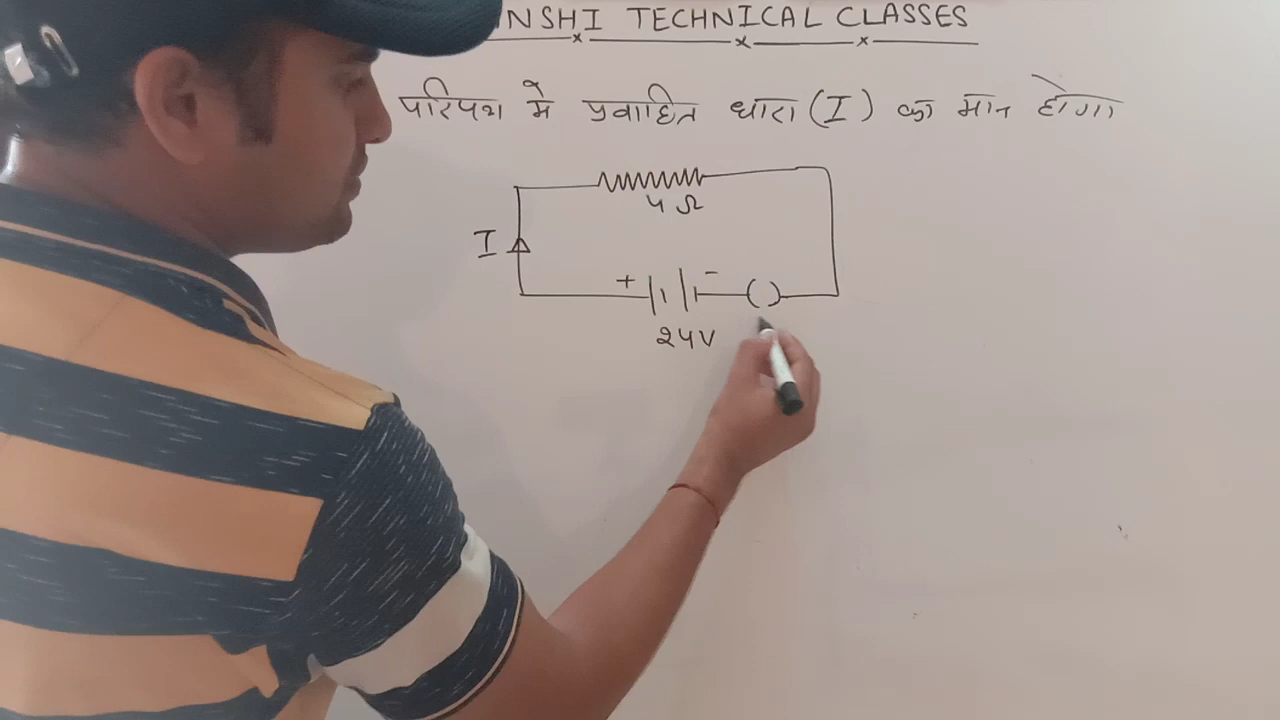 NSHI TECHNICAL CLASSES
परिपथ में प्रवाहित धारा (I) का मान होगा
4 Ω
I
+ -
24V